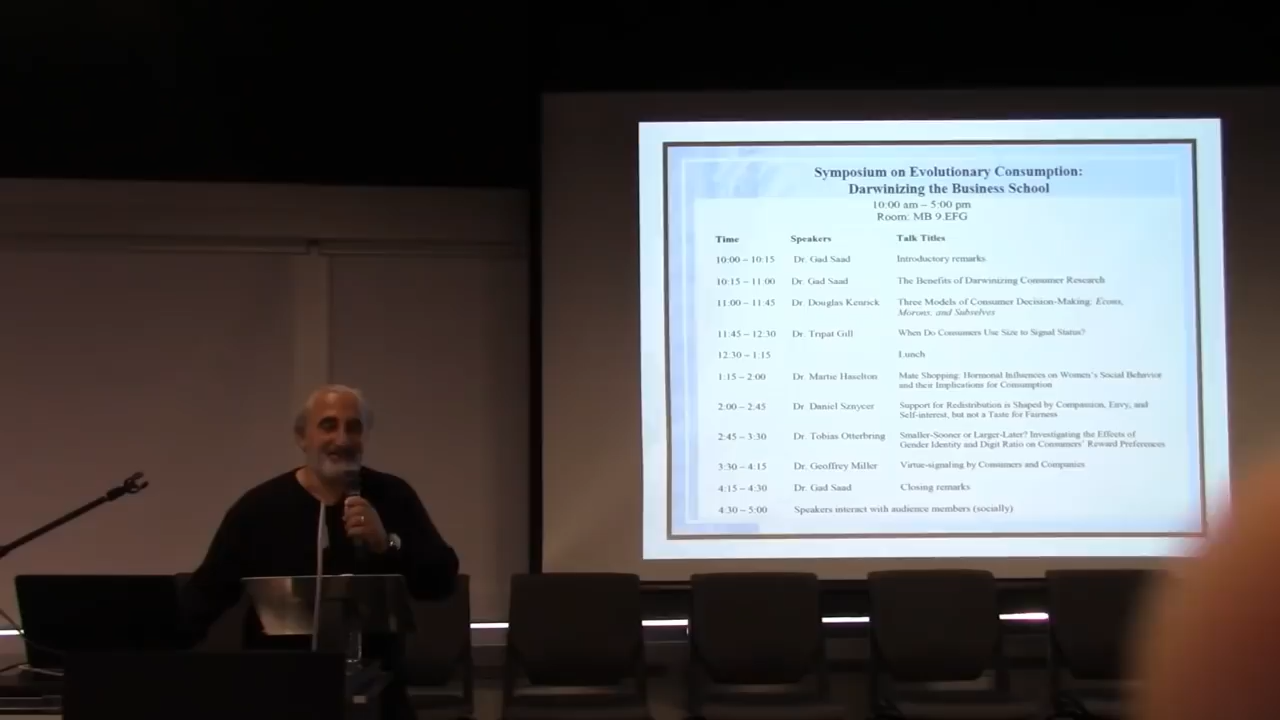 Symposium on Evolutionary Consumption:
Darwinizing the Business School
10:00 am – 5:00 pm
Room: MB 9.EFG
Time Speakers Talk Titles
10:00 – 10:15 Dr. Gad Saad Introductory remarks
10:15 – 11:00 Dr. Gad Saad The Benefits of Darwinizing Consumer Research
11:00 – 11:45 Dr. Douglas Kenrick Three Models of Consumer Decision-Making: Econs,
Morons, and Subselves
11:45 – 12:30 Dr. Tripat Gill When Do Consumers Use Size to Signal Status?
12:30 – 1:15 Lunch
1:15 – 2:00 Dr. Martie Haselton Mate Shopping: Hormonal Influences on Women's Social Behavior
and their Implications for Consumption
2:00 – 2:45 Dr. Daniel Sznycer Support for Redistribution is Shaped by Compassion, Envy, and
Self-interest, but not a Taste for Fairness
2:45 – 3:30 Dr. Tobias Otterbring Smaller-Sooner or Larger-Later? Investigating the Effects of
Gender Identity and Digit Ratio on Consumers' Reward Preferences
3:30 – 4:15 Dr. Geoffrey Miller Virtue-signaling by Consumers and Companies
4:15 – 4:30 Dr. Gad Saad Closing remarks
4:30 – 5:00 Speakers interact with audience members (socially)